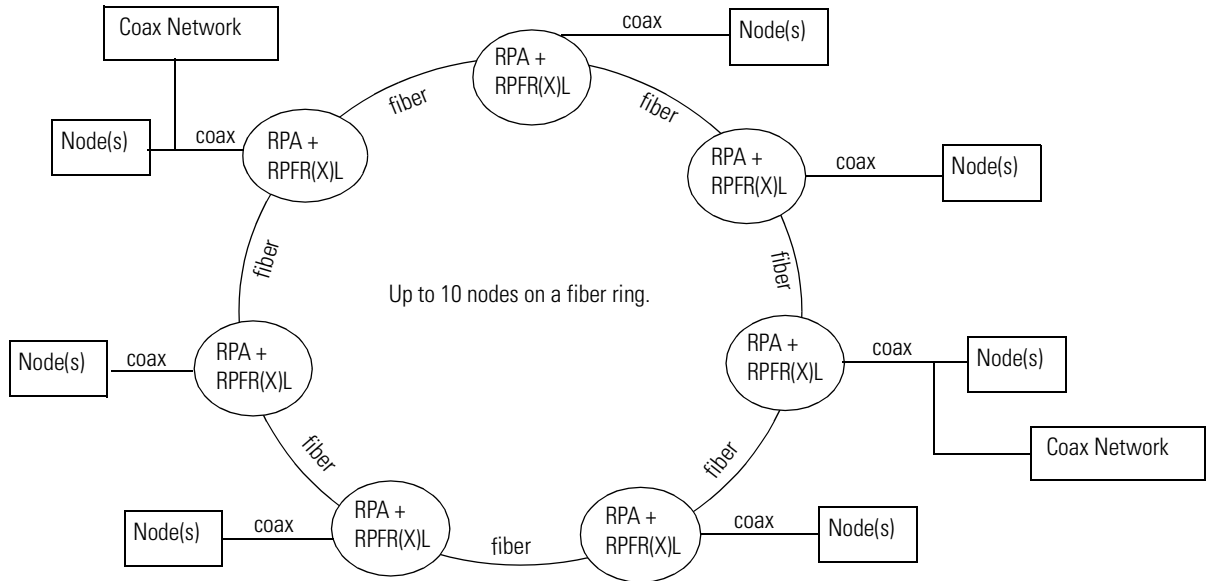 Coax Network
coax
Node(s)
RPA +
RPFR(X)L
fiber
fiber
Node(s)
coax
RPA +
RPFR(X)L
RPA +
RPFR(X)L
coax
Node(s)
fiber
fiber
Up to 10 nodes on a fiber ring.
Node(s)
coax
RPA +
RPFR(X)L
RPA +
RPFR(X)L
coax
Node(s)
Coax Network
fiber
fiber
Node(s)
coax
RPA +
RPFR(X)L
fiber
RPA +
RPFR(X)L
coax
Node(s)